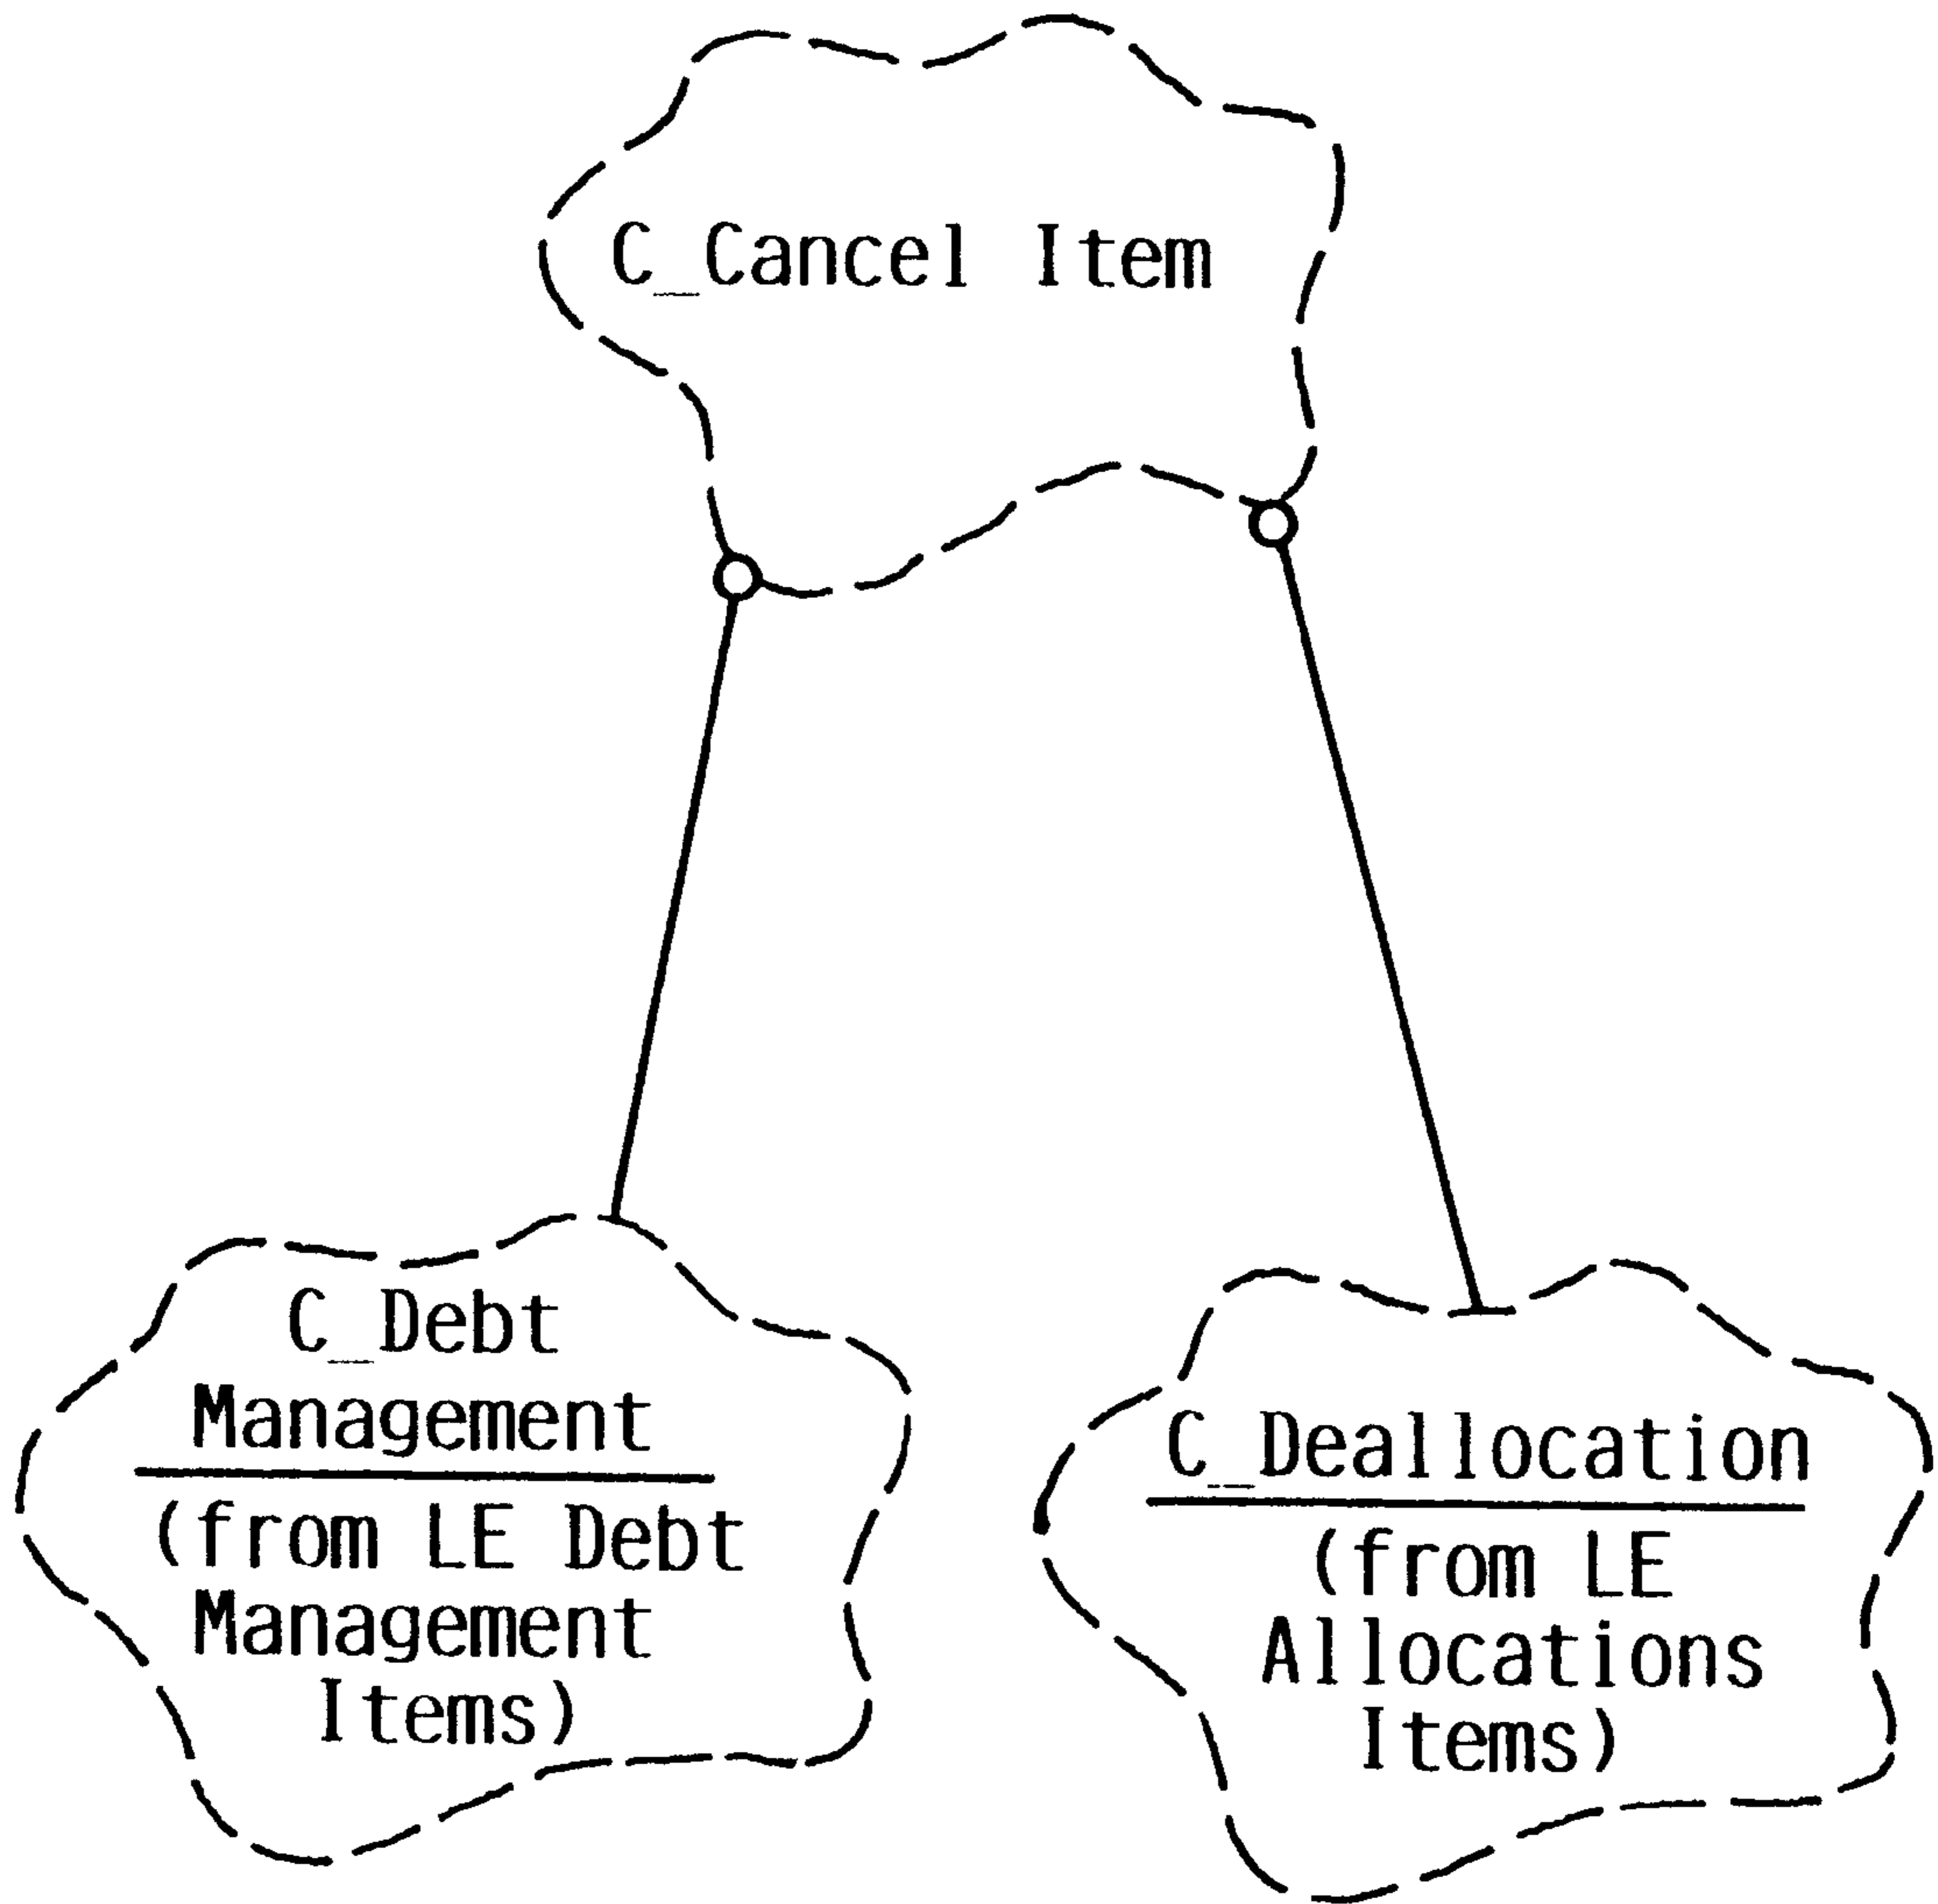 C_Cancel Item
C_Debt
Management
(from LE Debt
Management
Items)
C_Deallocation
(from LE
Allocations
Items)